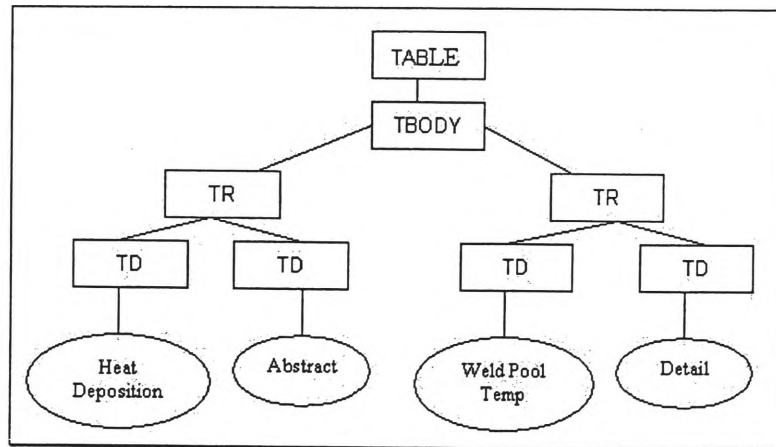 TABLE
TBODY
TR
TR
TD
TD
TD
TD
Heat
Deposition
Abstract
Weld Pool
Temp
Detail